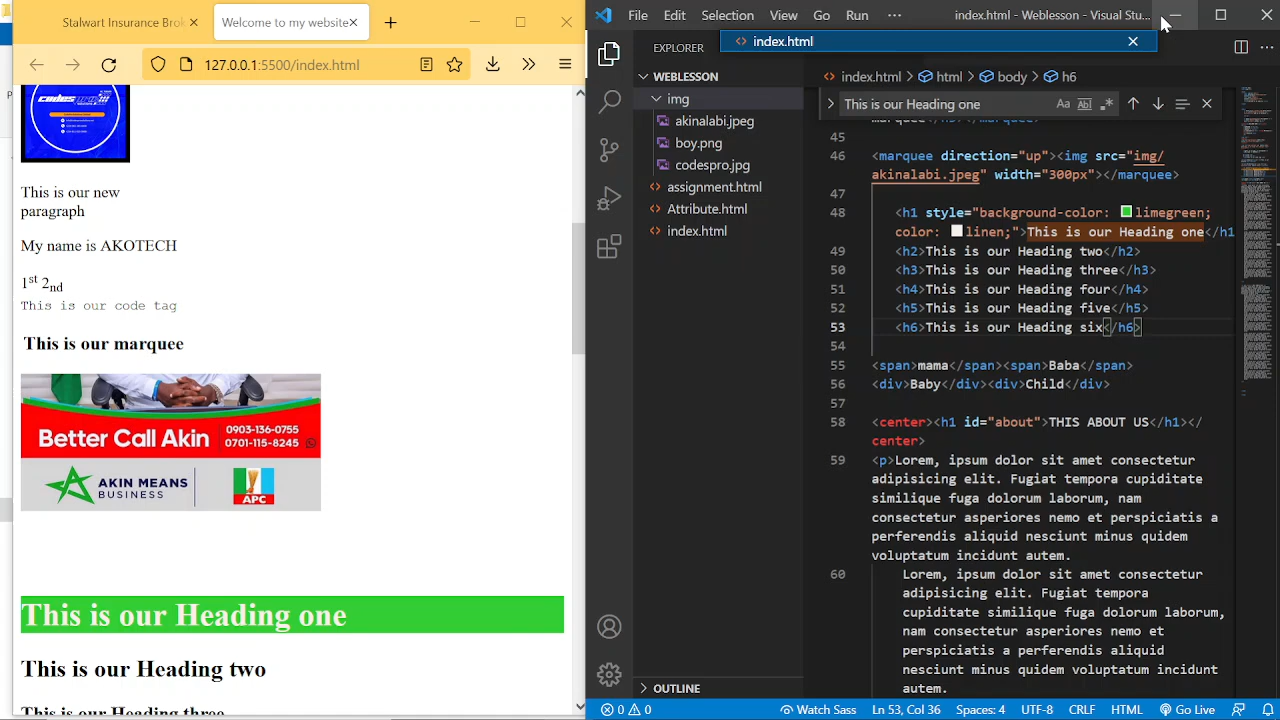 Stalwart Insurance Brok
Welcome to my website
127.0.0.1:5500/index.html
This is our new
paragraph
My name is AKOTECH
1st 2nd
This is our code tag
This is our marquee
Better Call Akin
0903-136-0755
0701-115-8245
AKIN MEANS
BUSINESS
APC
This is our Heading one
This is our Heading two
This is our Heading three
File Edit Selection View Go Run ··· index.html - Weblesson - Visual Stu...
index.html
EXPLORER
WEBLESSON
img
akinalabi.jpeg
boy.png
codespro.jpg
assignment.html
Attribute.html
index.html
OUTLINE
index.html > html > body > h6
This is our Heading one
Aa Abl .*
marquee</h3></marquee>
45
46 <marquee direction="up"><img src="img/
akinalabi.jpeg" width="300px"></marquee>
47
48 <h1 style="background-color: limegreen;
color: linen;">This is our Heading one</h1
49 <h2>This is our Heading two</h2>
50 <h3>This is our Heading three</h3>
51 <h4>This is our Heading four</h4>
52 <h5>This is our Heading five</h5>
53 <h6>This is our Heading six</h6>
54
55 <span>mama</span><span>Baba</span>
56 <div>Baby</div><div>Child</div>
57
58 <center><h1 id="about">THIS ABOUT US</h1></
center>
59 <p>Lorem, ipsum dolor sit amet consectetur
adipisicing elit. Fugiat tempora cupiditate
similique fuga dolorum laborum, nam
consectetur asperiores nemo et perspiciatis a
perferendis aliquid nesciunt minus quidem
voluptatum incidunt autem.
60 Lorem, ipsum dolor sit amet consectetur
adipisicing elit. Fugiat tempora
cupiditate similique fuga dolorum laborum,
nam consectetur asperiores nemo et
perspiciatis a perferendis aliquid
nesciunt minus quidem voluptatum incidunt
autem.
0 0 Watch Sass Ln 53, Col 36 Spaces: 4 UTF-8 CRLF HTML Go Live